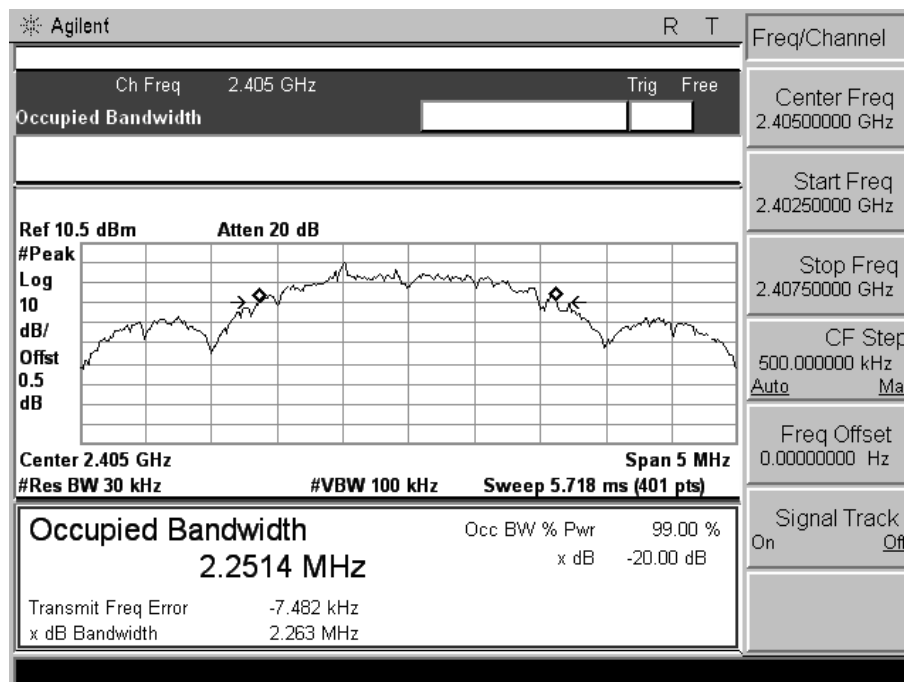 Agilent R T
Ch Freq 2.405 GHz Trig Free
Occupied Bandwidth
Ref 10.5 dBm Atten 20 dB
#Peak
Log
10
dB/
Offst
0.5
dB
Center 2.405 GHz Span 5 MHz
#Res BW 30 kHz #VBW 100 kHz Sweep 5.718 ms (401 pts)
Occupied Bandwidth
2.2514 MHz
Occ BW % Pwr 99.00 %
x dB -20.00 dB
Transmit Freq Error -7.482 kHz
x dB Bandwidth 2.263 MHz
Freq/Channel
Center Freq
2.40500000 GHz
Start Freq
2.40250000 GHz
Stop Freq
2.40750000 GHz
CF Step
500.000000 kHz
Auto Ma
Freq Offset
0.00000000 Hz
Signal Track
On Off